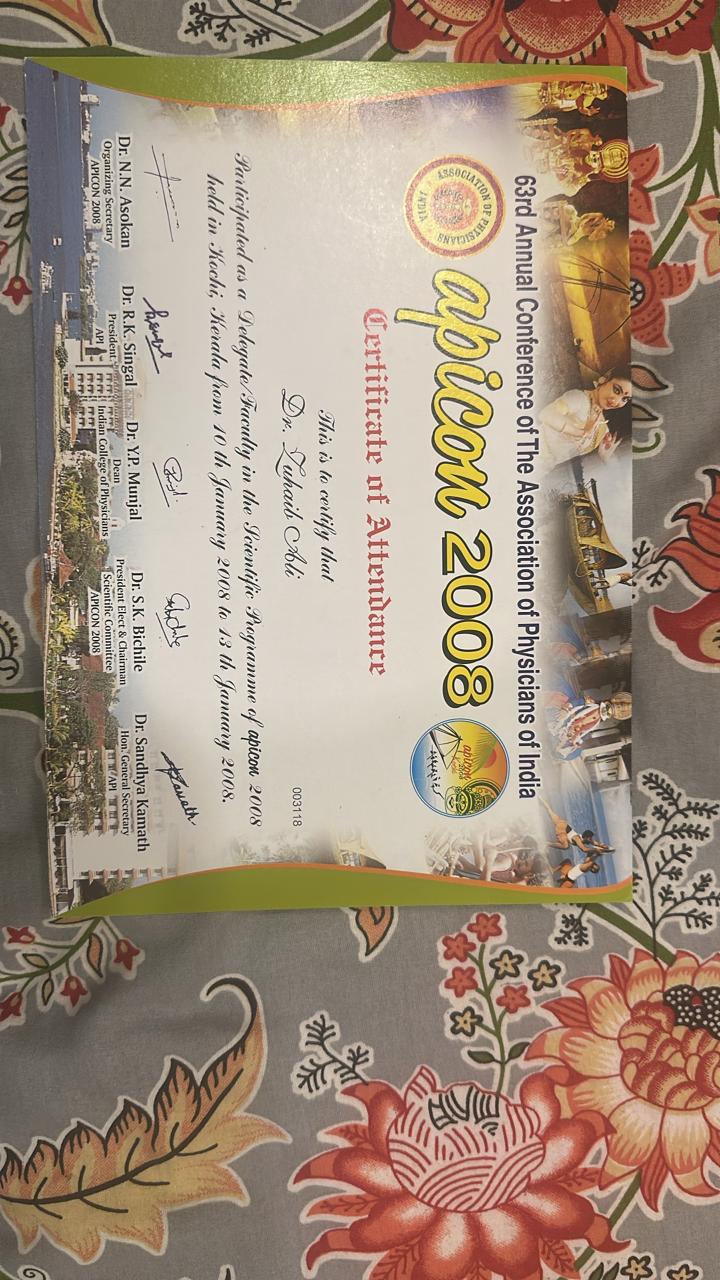 63rd Annual Conference of The Association of Physicians of India
ASSOCIATION OF PHYSICIANS
INDIA
apicon 2008
apicon
2008
Certificate of Attendance
This is to certify that
Dr. Zuhaib Ali
003118
Participated as a Delegate/Faculty in the Scientific Programme of apicon 2008
held in Kochi, Kerala from 10 th January 2008 to 13 th January 2008.
Dr. N.N. Asokan
Organizing Secretary
APICON 2008
Dr. R.K. Singal
President
API
Dr. Y.P. Munjal
Dean
Indian College of Physicians
Dr. S.K. Bichile
President Elect & Chairman
Scientific Committee
APICON 2008
Dr. Sandhya Kamath
Hon. General Secretary
API